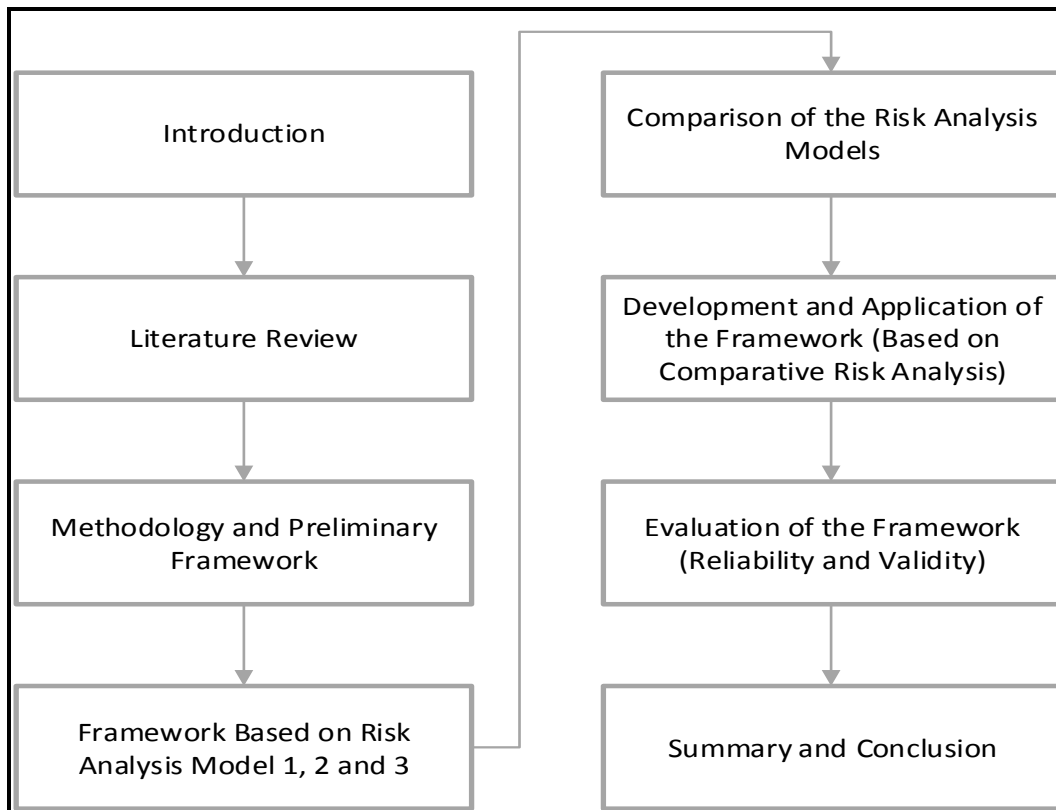 Introduction
Literature Review
Methodology and Preliminary
Framework
Framework Based on Risk
Analysis Model 1, 2 and 3
Comparison of the Risk Analysis
Models
Development and Application of
the Framework (Based on
Comparative Risk Analysis)
Evaluation of the Framework
(Reliability and Validity)
Summary and Conclusion